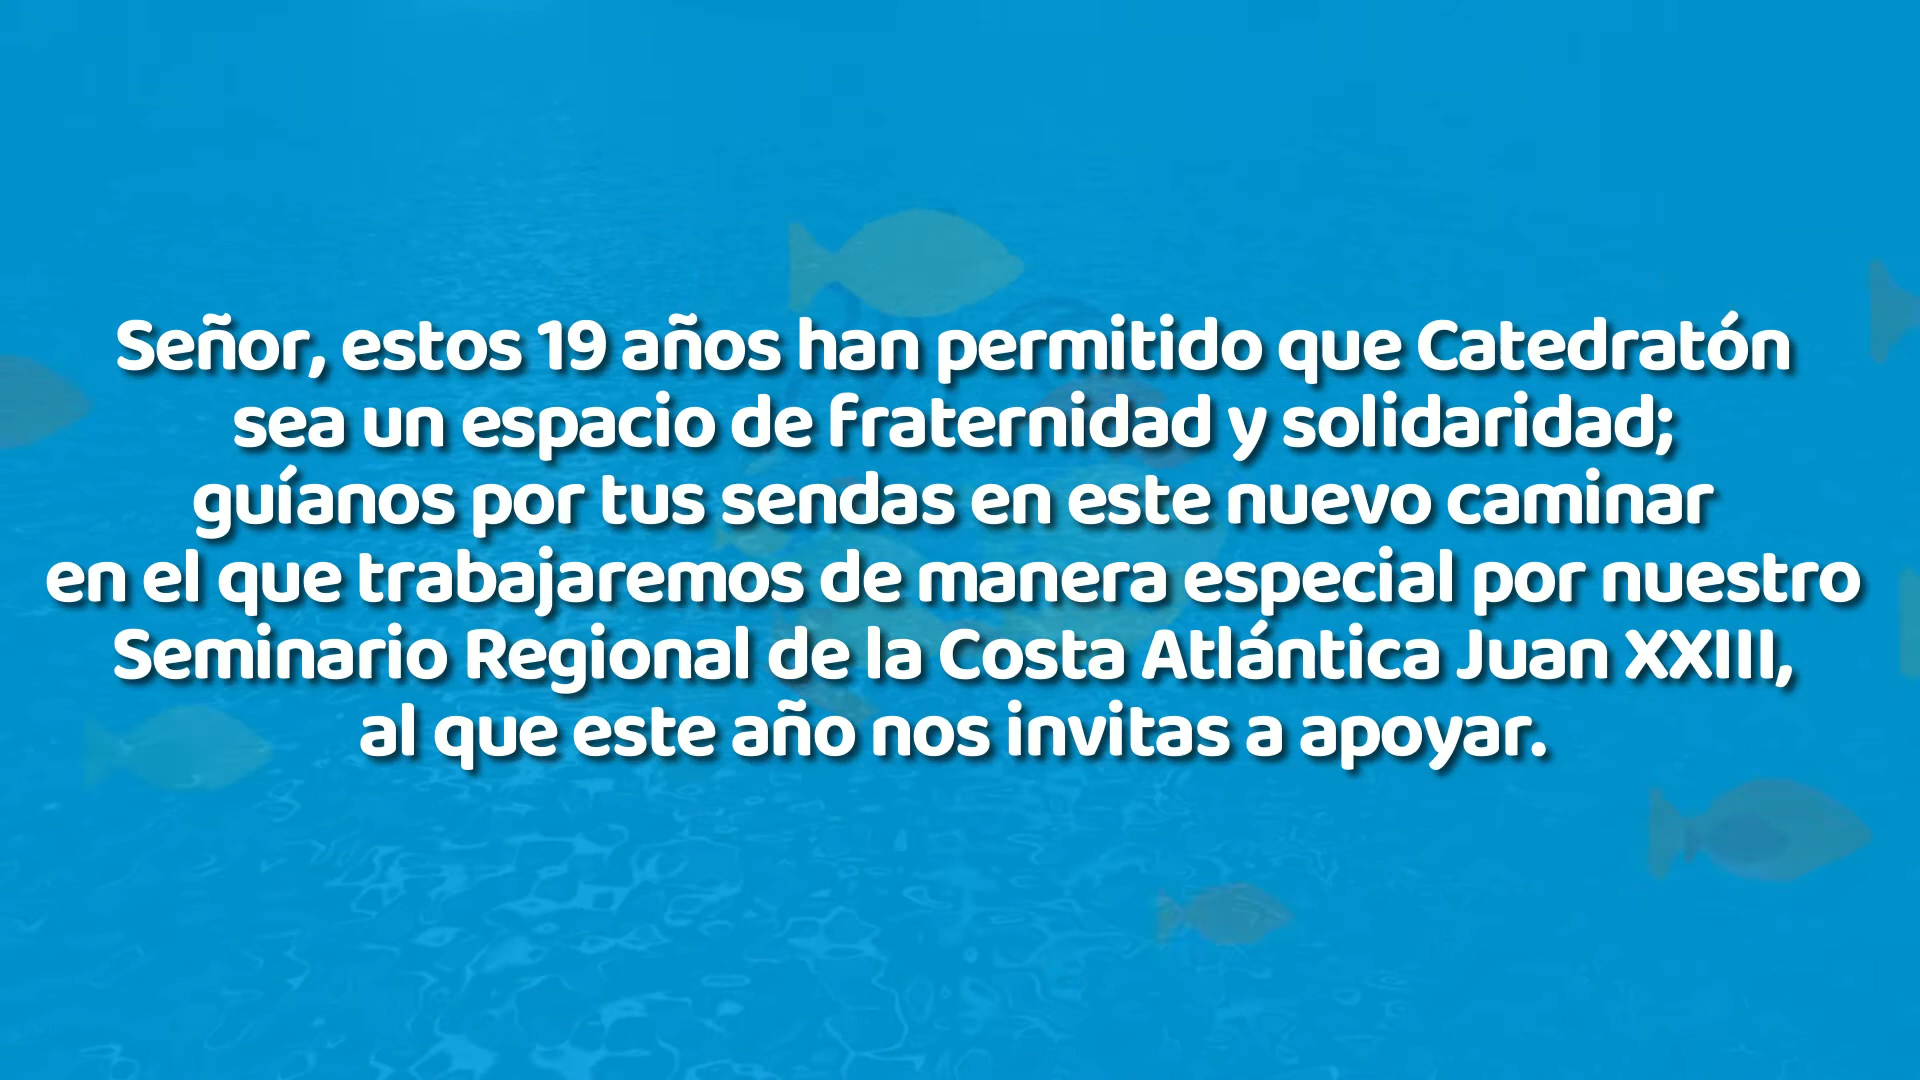 Señor, estos 19 años han permitido que Catedratón
sea un espacio de fraternidad y solidaridad;
guíanos por tus sendas en este nuevo caminar
en el que trabajaremos de manera especial por nuestro
Seminario Regional de la Costa Atlántica Juan XXIII,
al que este año nos invitas a apoyar.